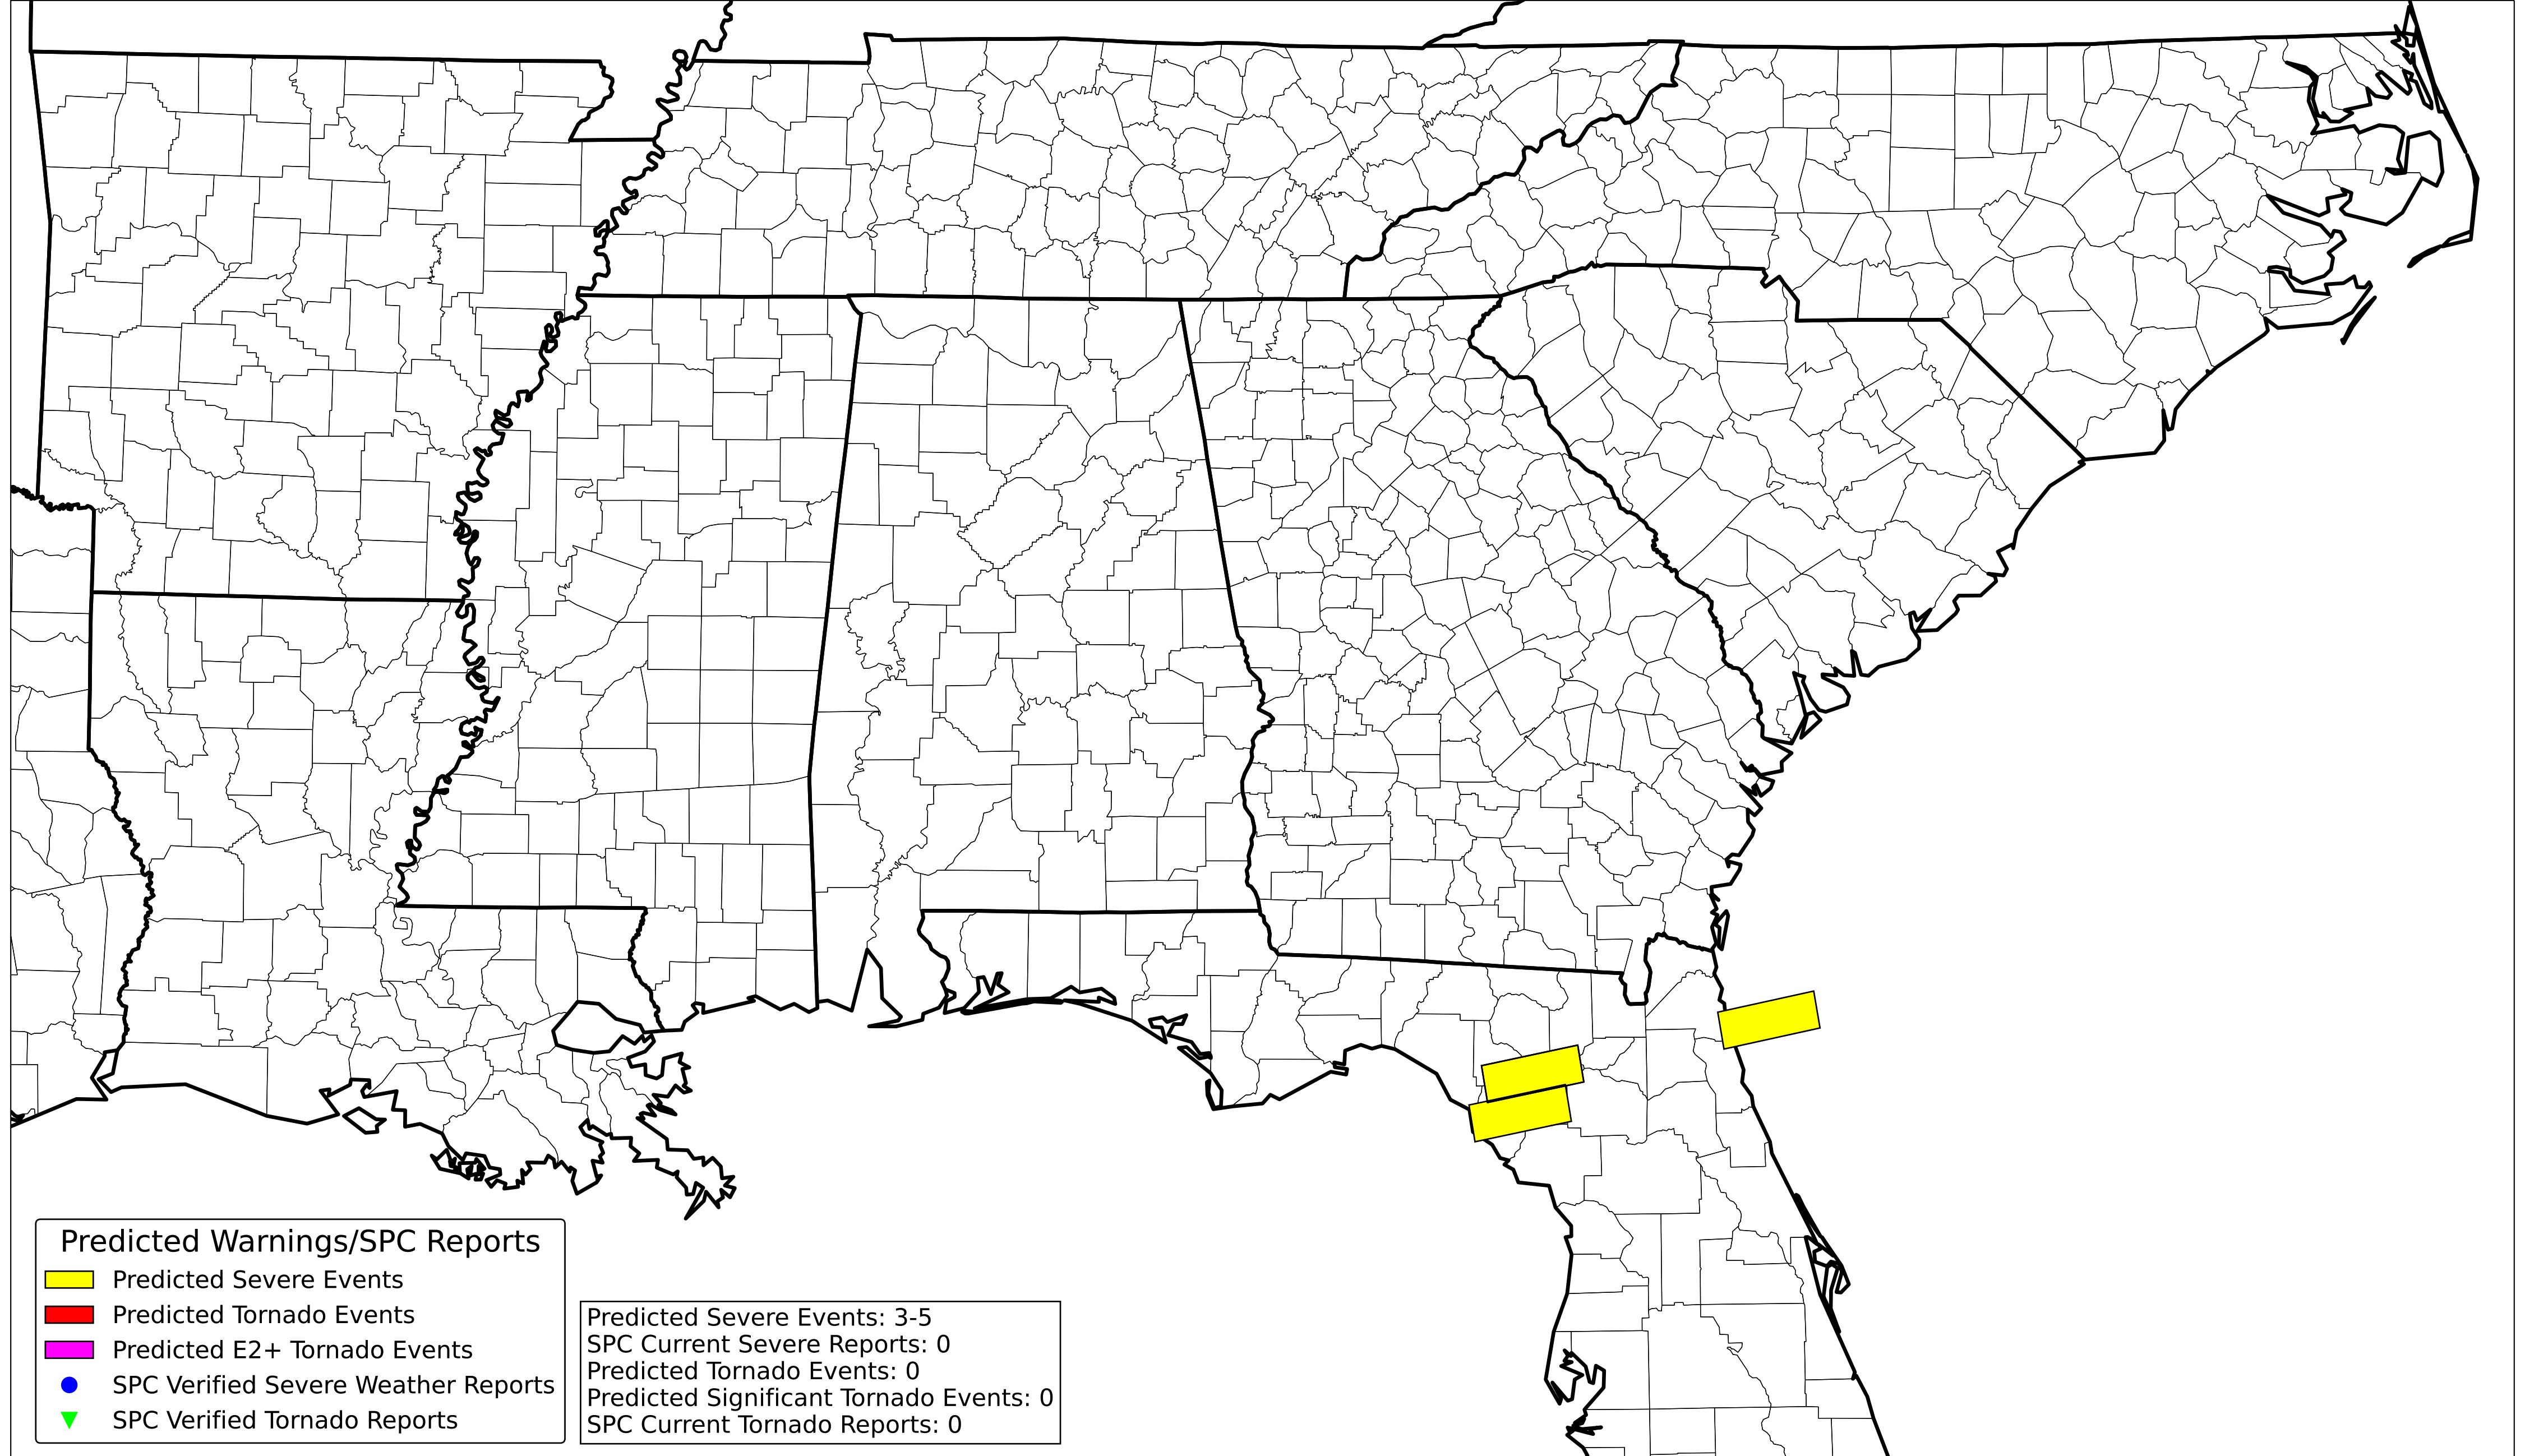 Predicted Warnings/SPC Reports
Predicted Severe Events
Predicted Tornado Events
Predicted E2+ Tornado Events
SPC Verified Severe Weather Reports
SPC Verified Tornado Reports
Predicted Severe Events: 3-5
SPC Current Severe Reports: 0
Predicted Tornado Events: 0
Predicted Significant Tornado Events: 0
SPC Current Tornado Reports: 0